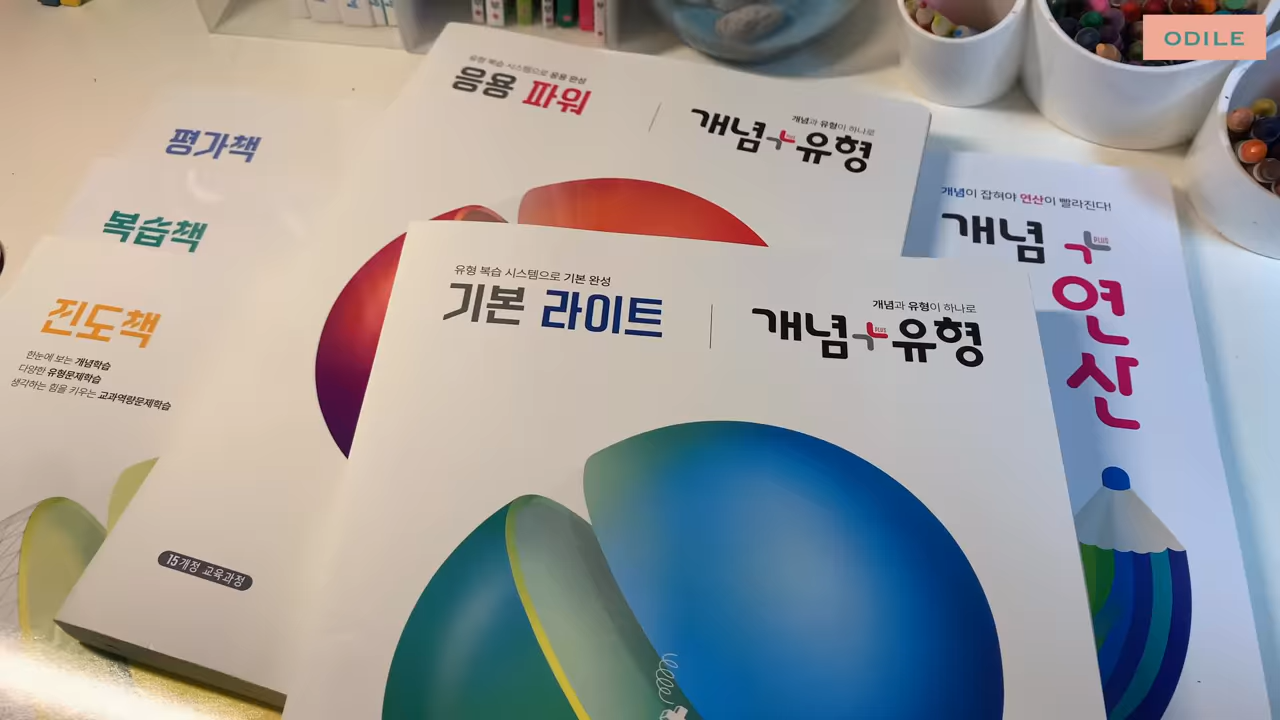 ODILE
유형 복습 시스템으로 응용 완성
응용 파워
개념과 유형이 하나로
개념+유형
평가책
복습책
진도책
한눈에 보는 개념학습
다양한 유형문제학습
생각하는 힘을 키우는 교과역량문제학습
15개정 교육과정
유형 복습 시스템으로 기본 완성
기본 라이트
개념과 유형이 하나로
개념+유형
PLUS
개념이 잡혀야 연산이 빨라진다!
개념+
PLUS
연산